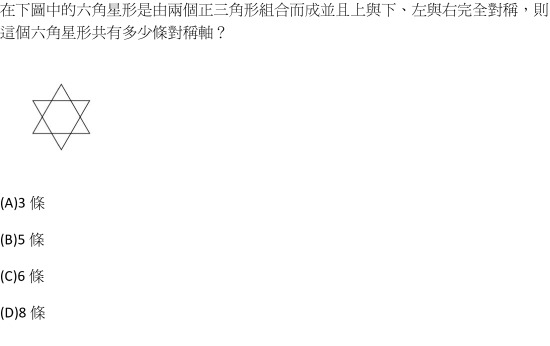 在下圖中的六角星形是由兩個正三角形組合而成並且上與下、左與右完全對稱，則
這個六角星形共有多少條對稱軸？
(A)3 條
(B)5 條
(C)6 條
(D)8 條